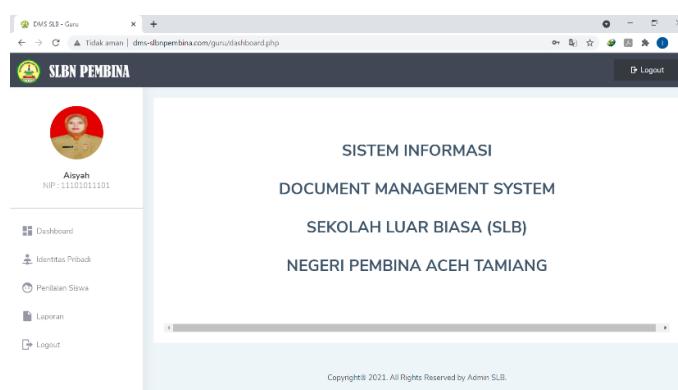 DMS SLB - Guru
Tidak aman | dms-slbnpembina.com/guru/dashboard.php
SLBN PEMBINA
Logout
Aisyah
NIP : 11101011101
Dashboard
Identitas Pribadi
Penilaian Siswa
Laporan
Logout
SISTEM INFORMASI
DOCUMENT MANAGEMENT SYSTEM
SEKOLAH LUAR BIASA (SLB)
NEGERI PEMBINA ACEH TAMIANG
Copyright® 2021. All Rights Reserved by Admin SLB.